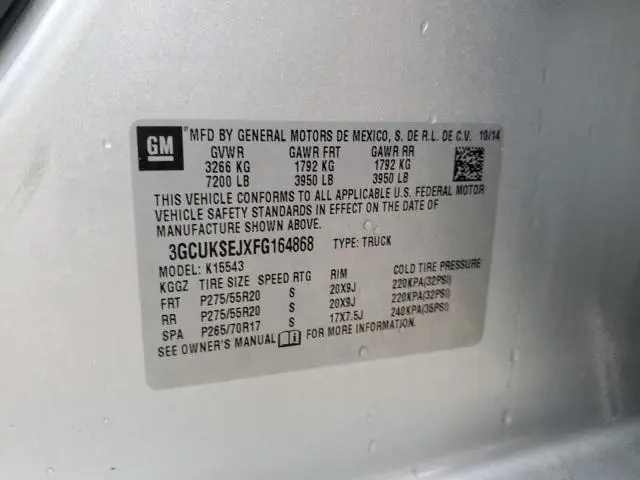 GM ® MFD BY GENERAL MOTORS DE MEXICO, S. DE R.L. DE C.V. 10/14
GVWR GAWR FRT GAWR RR
3266 KG 1792 KG 1792 KG
7200 LB 3950 LB 3950 LB
THIS VEHICLE CONFORMS TO ALL APPLICABLE U.S. FEDERAL MOTOR
VEHICLE SAFETY STANDARDS IN EFFECT ON THE DATE OF
MANUFACTURE SHOWN ABOVE.
3GCUKSEJXFG164868 TYPE: TRUCK
MODEL: K15543
KGGZ TIRE SIZE SPEED RTG RIM COLD TIRE PRESSURE
FRT P275/55R20 S 20X9J 220KPA(32PSI)
RR P275/55R20 S 20X9J 220KPA(32PSI)
SPA P265/70R17 S 17X7.5J 240KPA(35PSI)
SEE OWNER'S MANUAL FOR MORE INFORMATION.